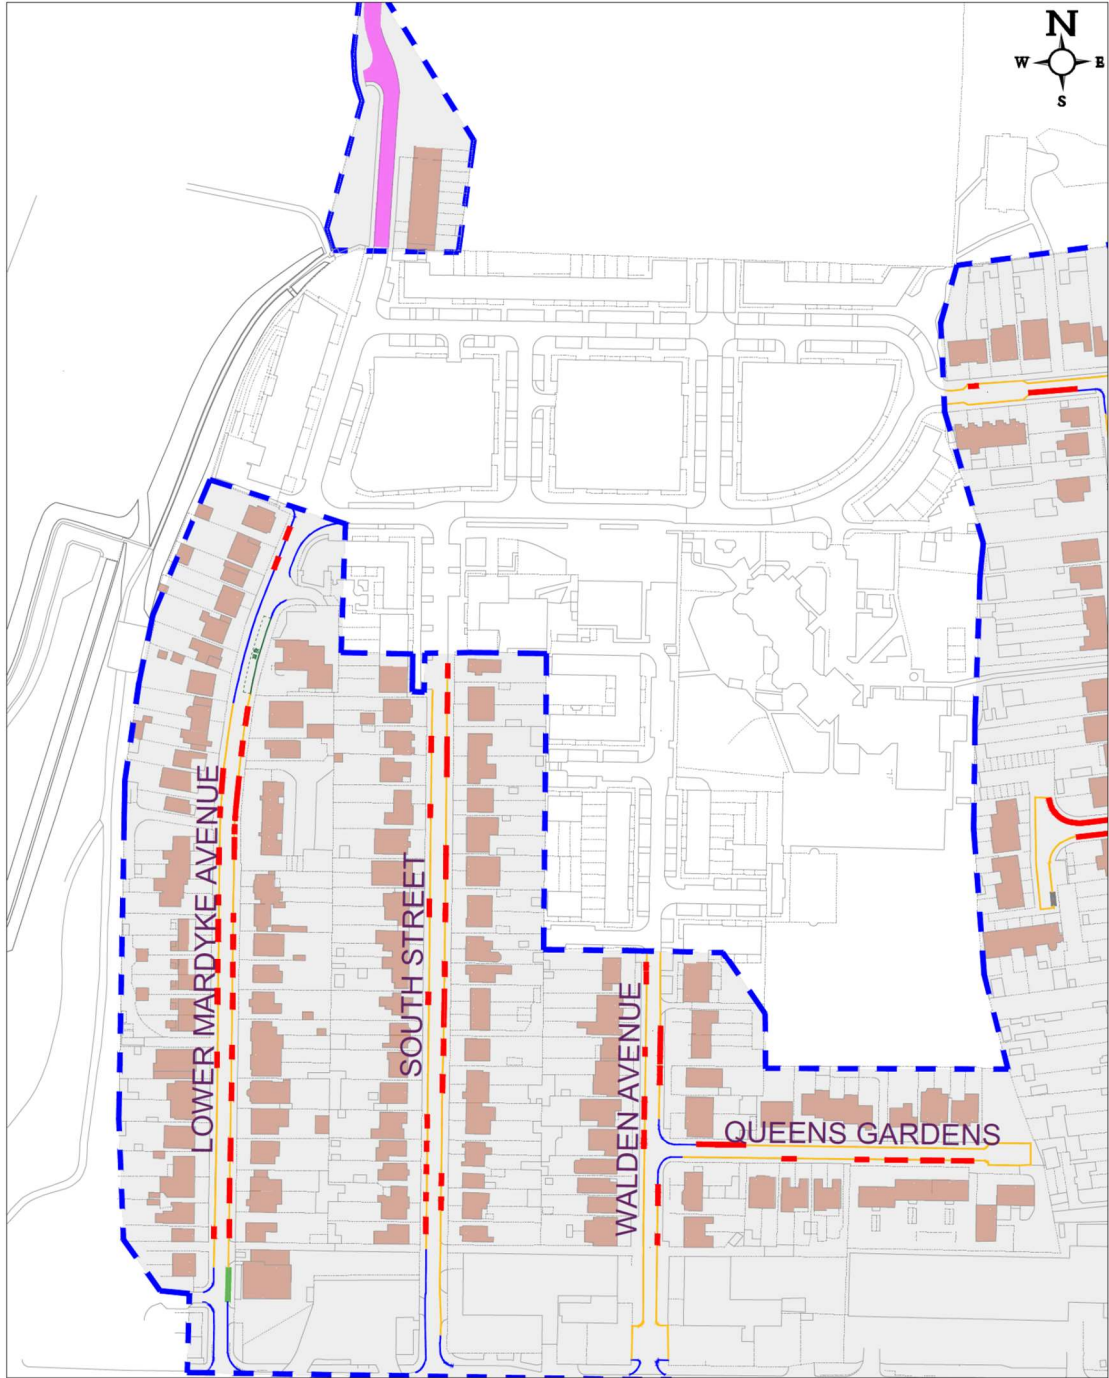 N
W E
S
LOWER MARDYKE AVENUE
SOUTH STREET
WALDEN AVENUE
QUEENS GARDENS